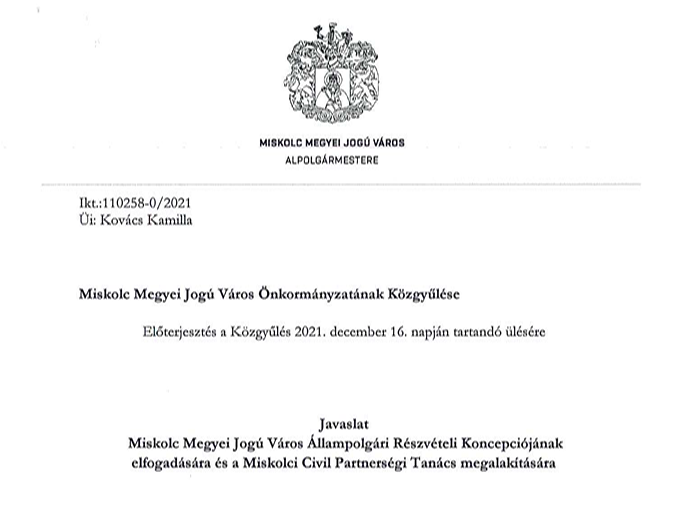 MISKOLC MEGYEI JOGÚ VÁROS
ALPOLGÁRMESTERE
Ikt.:110258-0/2021
Üi: Kovács Kamilla
Miskolc Megyei Jogú Város Önkormányzatának Közgyűlése
Előterjesztés a Közgyűlés 2021. december 16. napján tartandó ülésére
Javaslat
Miskolc Megyei Jogú Város Állampolgári Részvételi Koncepciójának
elfogadására és a Miskolci Civil Partnerségi Tanács megalakítására